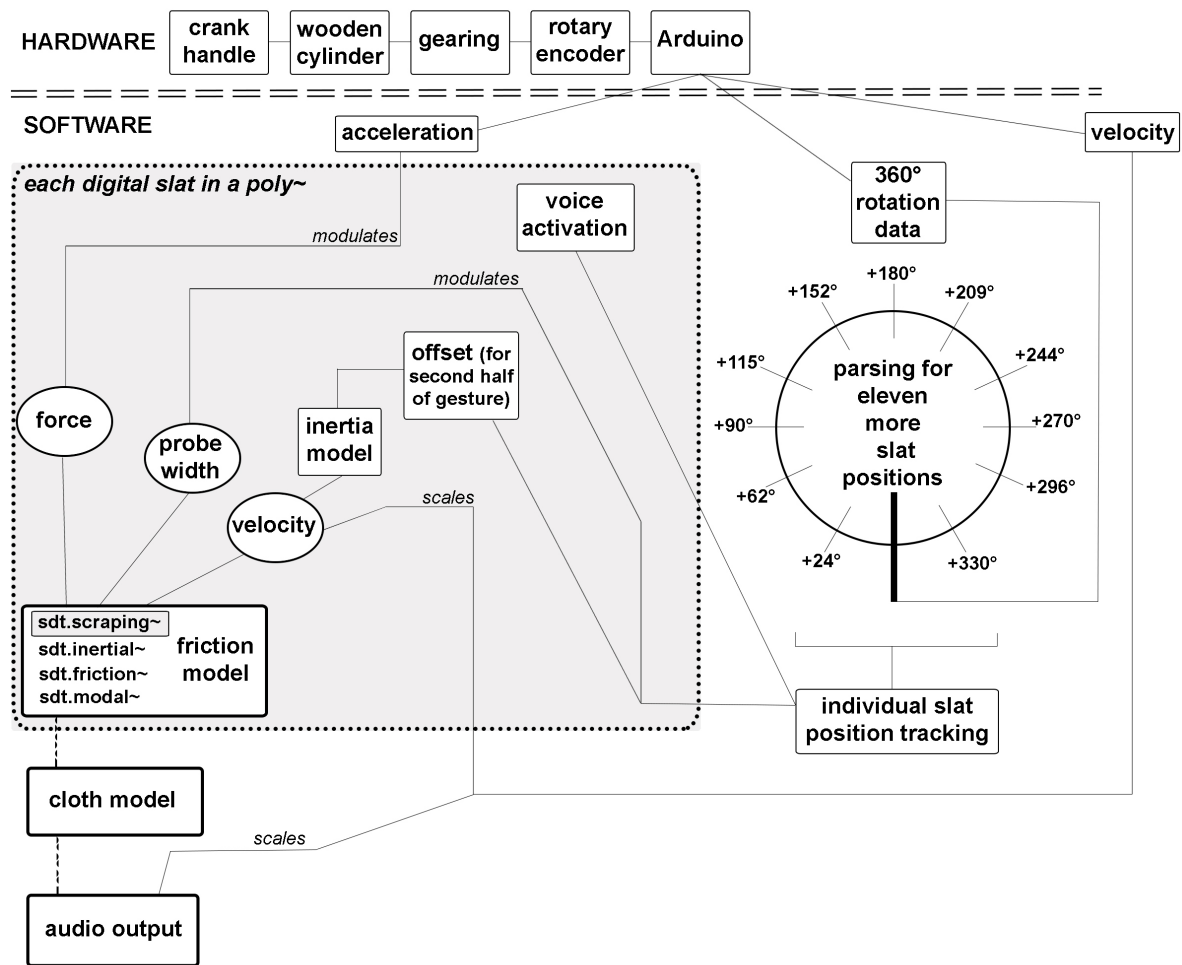 HARDWARE
crank
handle
wooden
cylinder
gearing
rotary
encoder
Arduino
SOFTWARE
acceleration
velocity
each digital slat in a poly~
voice
activation
360°
rotation
data
modulates
modulates
+180°
+152°
+209°
+115°
+244°
+90°
+270°
+62°
+296°
+24°
+330°
parsing for
eleven
more
slat
positions
offset (for
second half
of gesture)
force
probe
width
inertia
model
velocity
scales
sdt.scraping~
sdt.inertial~
sdt.friction~
sdt.modal~
friction
model
individual slat
position tracking
cloth model
scales
audio output